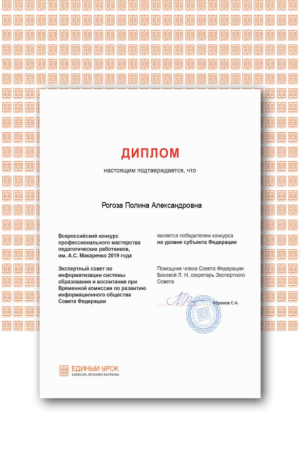 ДИПЛОМ
настоящим подтверждается, что
Рогоза Полина Александровна
Всероссийский конкурс
профессионального мастерства
педагогических работников,
им. А.С. Макаренко 2019 года
является победителем конкурса
на уровне субъекта Федерации
Экспертный совет по
информатизации системы
образования и воспитания при
Временной комиссии по развитию
информационного общества
Совета Федерации
Помощник члена Совета Федерации
Боковой Л. Н, секретарь Экспертного
Совета
Абрамов С.А.
ЕДИНЫЙ УРОК